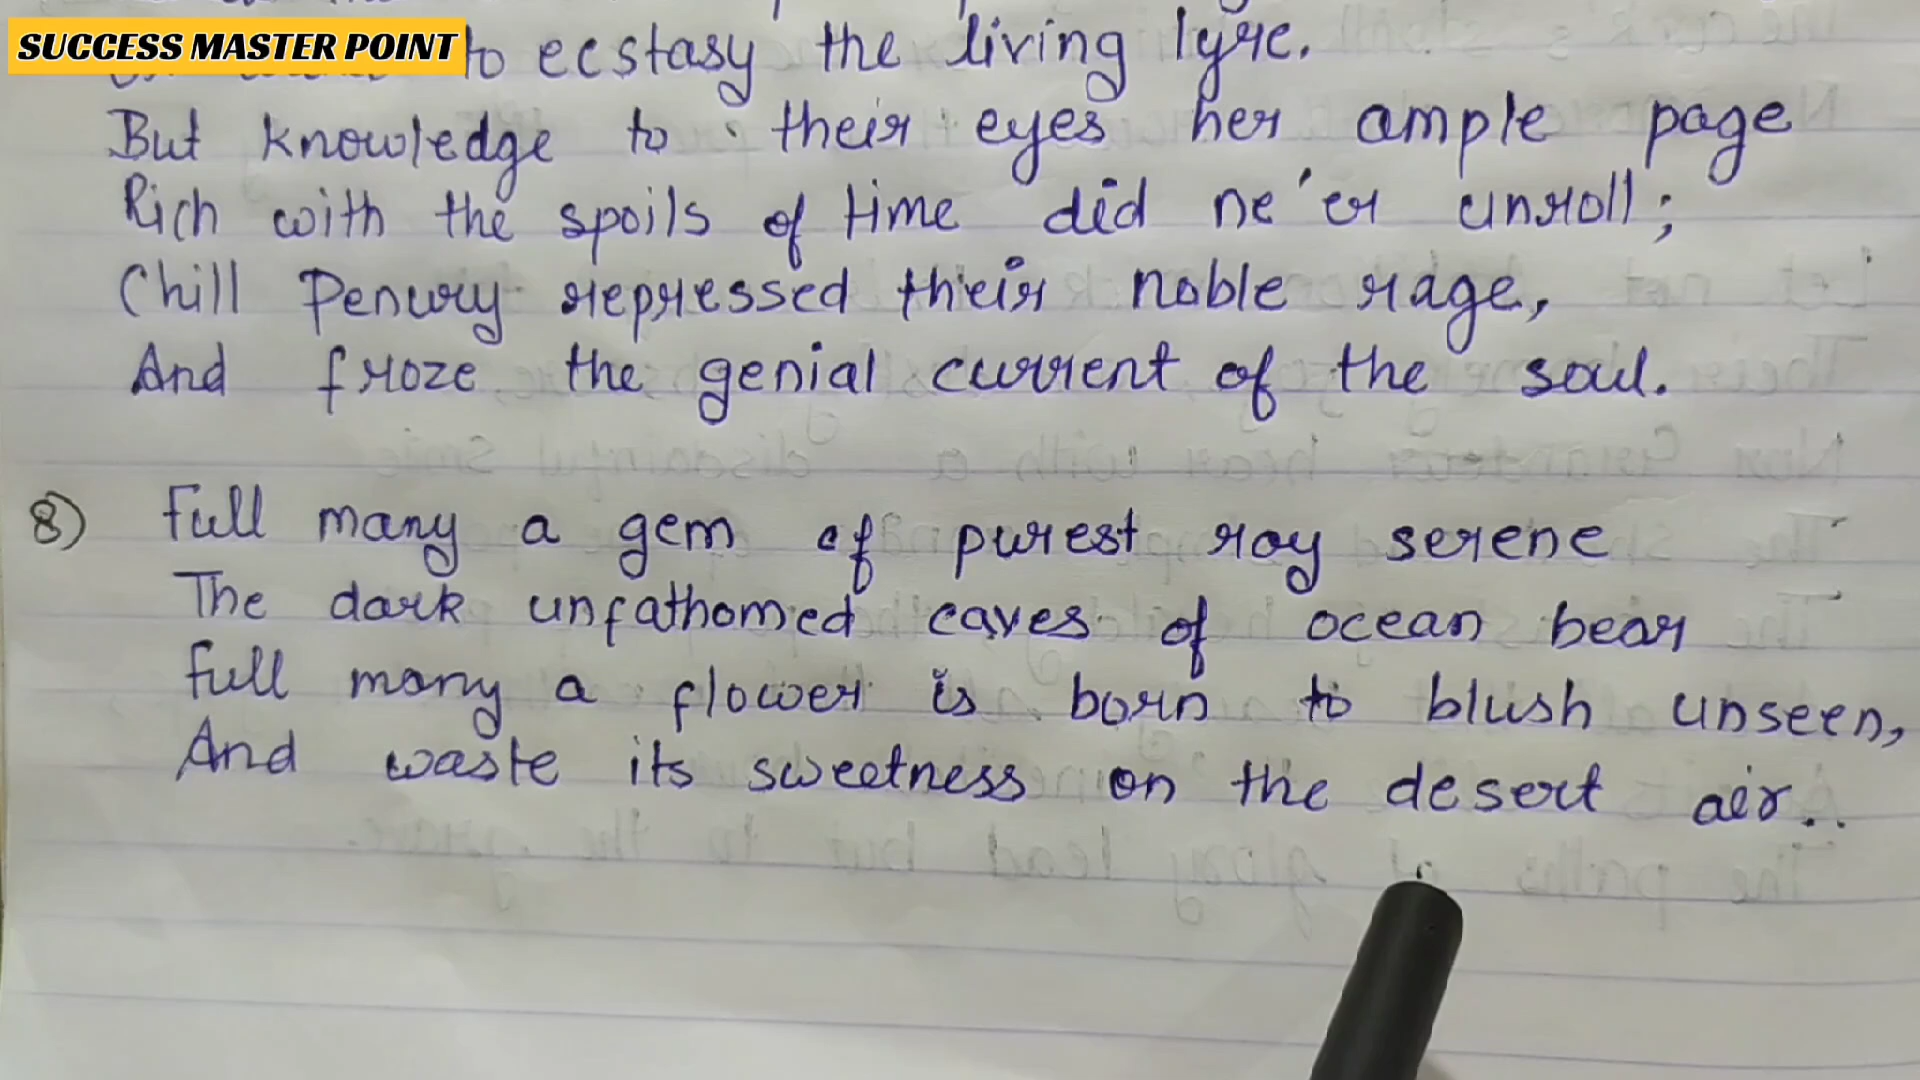 SUCCESS MASTER POINT
to ecstasy the living lyre.
But knowledge to their eyes her ample page
Rich with the spoils of time did ne'er unroll;
Chill Penury repressed their noble rage,
And froze the genial current of the soul.
8) Full many a gem of purest ray serene
The dark unfathomed caves of ocean bear
Full many a flower is born to blush unseen,
And waste its sweetness on the desert air..